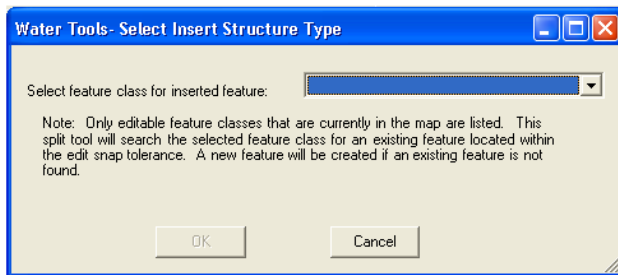 Water Tools- Select Insert Structure Type
Select feature class for inserted feature:
Note:  Only editable feature classes that are currently in the map are listed.  This
split tool will search the selected feature class for an existing feature located within
the edit snap tolerance.  A new feature will be created if an existing feature is not
found.
OK
Cancel